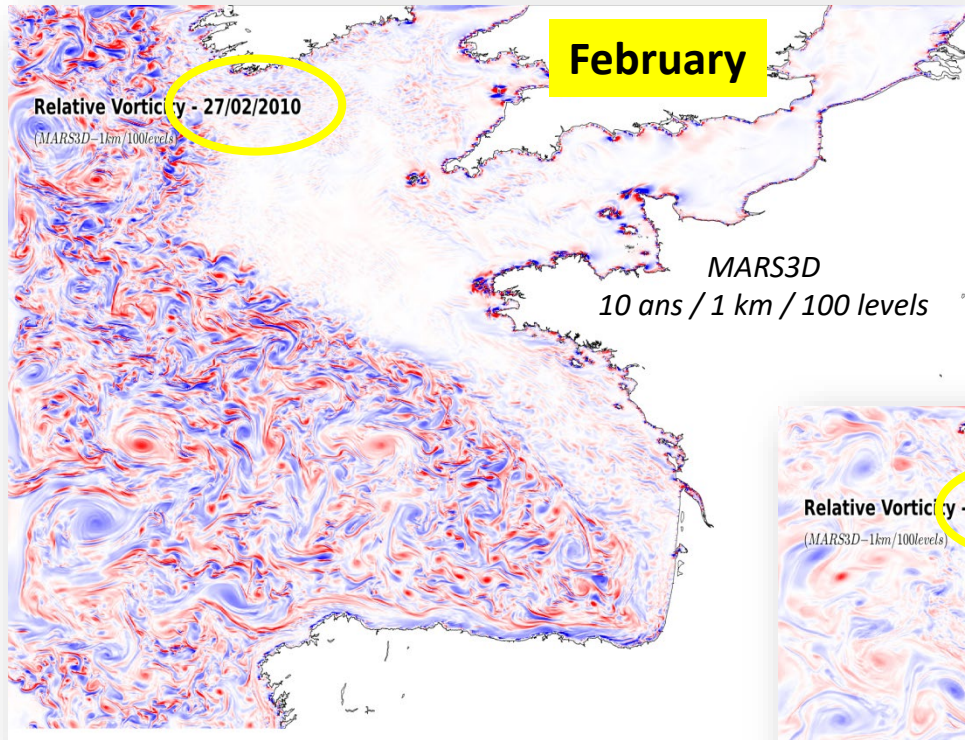 February
Relative Vorticity - 27/02/2010
(MARS3D−1km/100levels)
MARS3D
10 ans / 1 km / 100 levels
Relative Vorticity -
(MARS3D−1km/100levels)